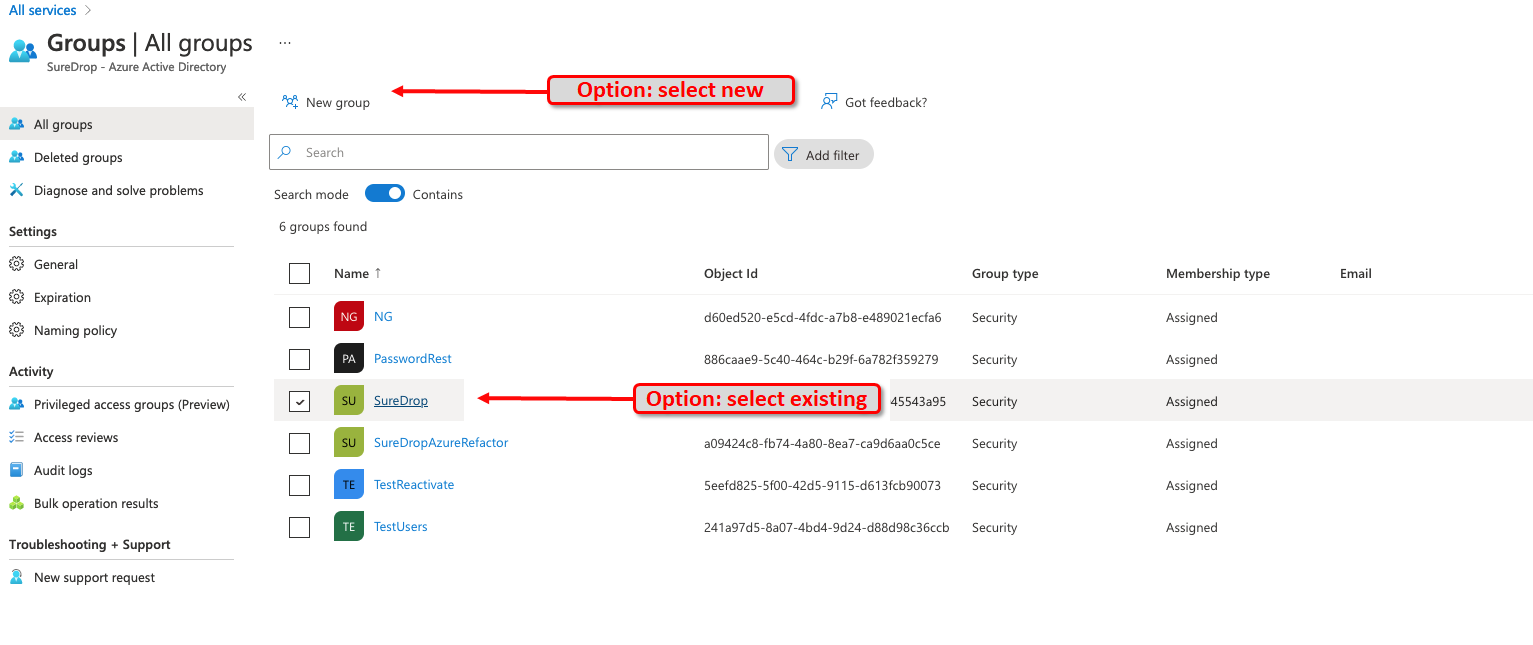 All services
Groups | All groups ...
SureDrop - Azure Active Directory
«
All groups
Deleted groups
Diagnose and solve problems
Settings
General
Expiration
Naming policy
Activity
Privileged access groups (Preview)
Access reviews
Audit logs
Bulk operation results
Troubleshooting + Support
New support request
New group
Option: select new
Got feedback?
Search
Add filter
Search mode Contains
6 groups found
Name ↑ Object Id Group type Membership type Email
NG NG d60ed520-e5cd-4fdc-a7b8-e489021ecfa6 Security Assigned
PA PasswordRest 886caae9-5c40-464c-b29f-6a782f359279 Security Assigned
SU SureDrop Option: select existing 45543a95 Security Assigned
SU SureDropAzureRefactor a09424c8-fb74-4a80-8ea7-ca9d6aa0c5ce Security Assigned
TE TestReactivate 5eefd825-5f00-42d5-9115-d613fcb90073 Security Assigned
TE TestUsers 241a97d5-8a07-4bd4-9d24-d88d98c36ccb Security Assigned